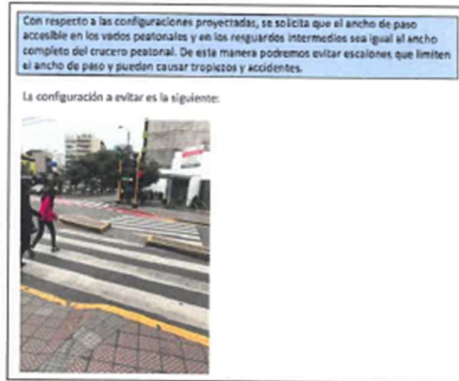 Con respecto a las configuraciones proyectadas, se solicita que el ancho de paso
accesible en los vados peatonales y en los resguardos intermedios sea igual al ancho
completo del crucero peatonal. De esta manera podremos evitar escalones que limiten
el ancho de paso y puedan causar tropiezos y accidentes.
La configuración a evitar es la siguiente: